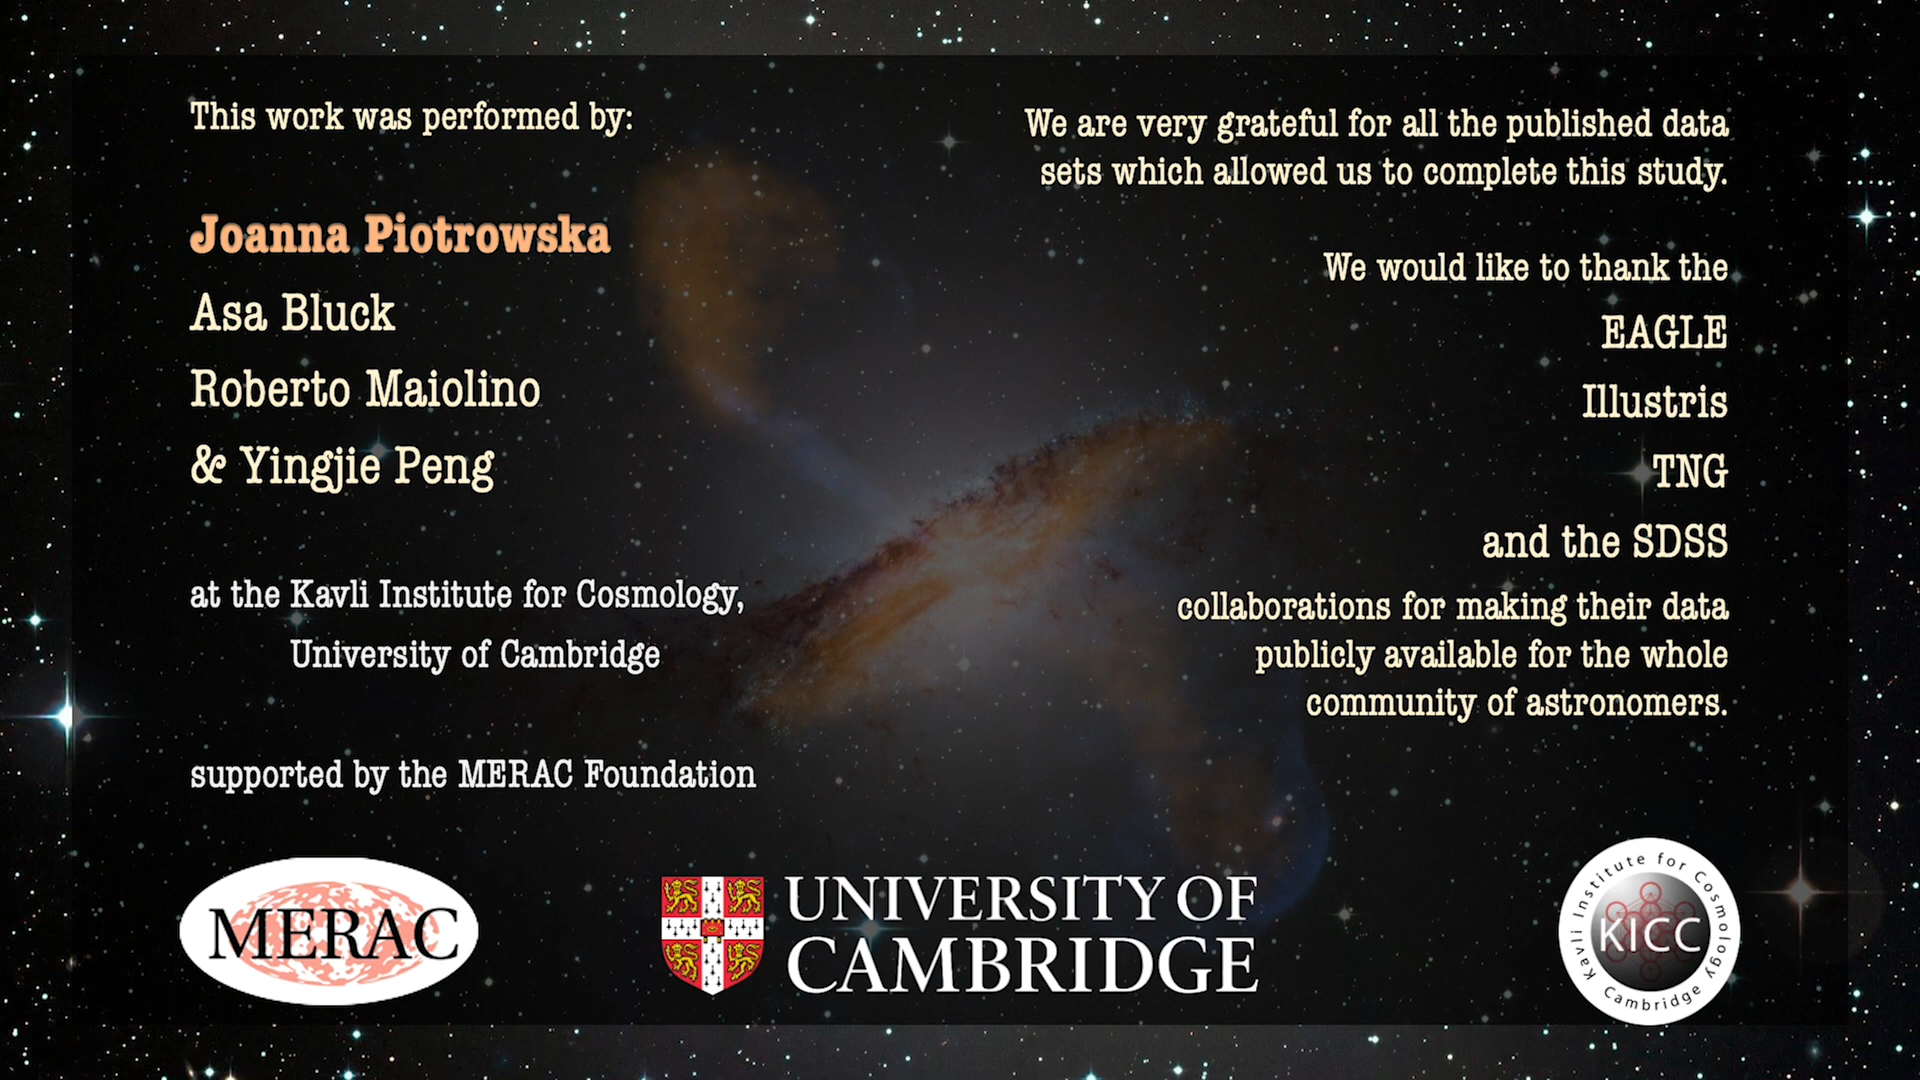 This work was performed by:
Joanna Piotrowska
Asa Bluck
Roberto Maiolino
& Yingjie Peng
at the Kavli Institute for Cosmology,
University of Cambridge
supported by the MERAC Foundation
We are very grateful for all the published data
sets which allowed us to complete this study.
We would like to thank the
EAGLE
Illustris
TNG
and the SDSS
collaborations for making their data
publicly available for the whole
community of astronomers.
MERAC
UNIVERSITY OF
CAMBRIDGE
Kavli Institute for Cosmology
KICC
Cambridge